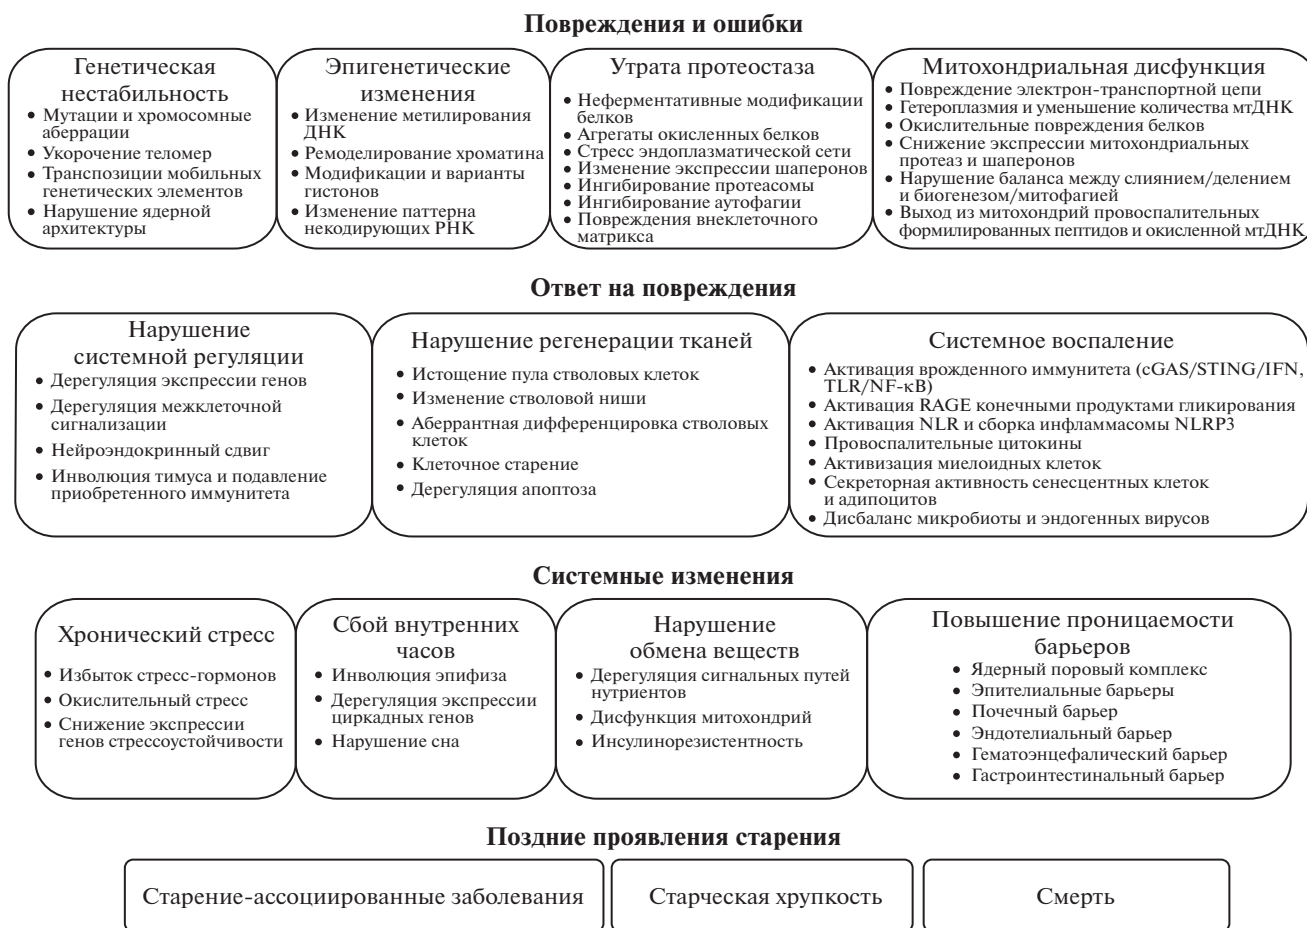 Повреждения и ошибки
Генетическая
нестабильность
• Мутации и хромосомные
аберрации
• Укорочение теломер
• Транспозиции мобильных
генетических элементов
• Нарушение ядерной
архитектуры
Эпигенетические
изменения
• Изменение метилирования
ДНК
• Ремоделирование хроматина
• Модификации и варианты
гистонов
• Изменение паттерна
некодирующих РНК
Утрата протеостаза
• Неферментативные модификации
белков
• Агрегаты окисленных белков
• Стресс эндоплазматической сети
• Изменение экспрессии шаперонов
• Ингибирование протеасомы
• Ингибирование аутофагии
• Повреждения внеклеточного
матрикса
Митохондриальная дисфункция
• Повреждение электрон-транспортной цепи
• Гетероплазмия и уменьшение количества мтДНК
• Окислительные повреждения белков
• Снижение экспрессии митохондриальных
протеаз и шаперонов
• Нарушение баланса между слиянием/делением
и биогенезом/митофагией
• Выход из митохондрий провоспалительных
формилированных пептидов и окисленной мтДНК
Ответ на повреждения
Нарушение
системной регуляции
• Дерегуляция экспрессии генов
• Дерегуляция межклеточной
сигнализации
• Нейроэндокринный сдвиг
• Инволюция тимуса и подавление
приобретенного иммунитета
Нарушение регенерации тканей
• Истощение пула стволовых клеток
• Изменение стволовой ниши
• Аберрантная дифференцировка стволовых
клеток
• Клеточное старение
• Дерегуляция апоптоза
Системное воспаление
• Активация врожденного иммунитета (cGAS/STING/IFN,
TLR/NF-κB)
• Активация RAGE конечными продуктами гликирования
• Активация NLR и сборка инфламмасомы NLRP3
• Провоспалительные цитокины
• Активизация миелоидных клеток
• Секреторная активность сенесцентных клеток
и адипоцитов
• Дисбаланс микробиоты и эндогенных вирусов
Системные изменения
Хронический стресс
• Избыток стресс-гормонов
• Окислительный стресс
• Снижение экспрессии
генов стрессоустойчивости
Сбой внутренних
часов
• Инволюция эпифиза
• Дерегуляция экспрессии
циркадных генов
• Нарушение сна
Нарушение
обмена веществ
• Дерегуляция сигнальных путей
нутриентов
• Дисфункция митохондрий
• Инсулинорезистентность
Повышение проницаемости
барьеров
• Ядерный поровый комплекс
• Эпителиальные барьеры
• Почечный барьер
• Эндотелиальный барьер
• Гематоэнцефалический барьер
• Гастроинтестинальный барьер
Поздние проявления старения
Старение-ассоциированные заболевания
Старческая хрупкость
Смерть